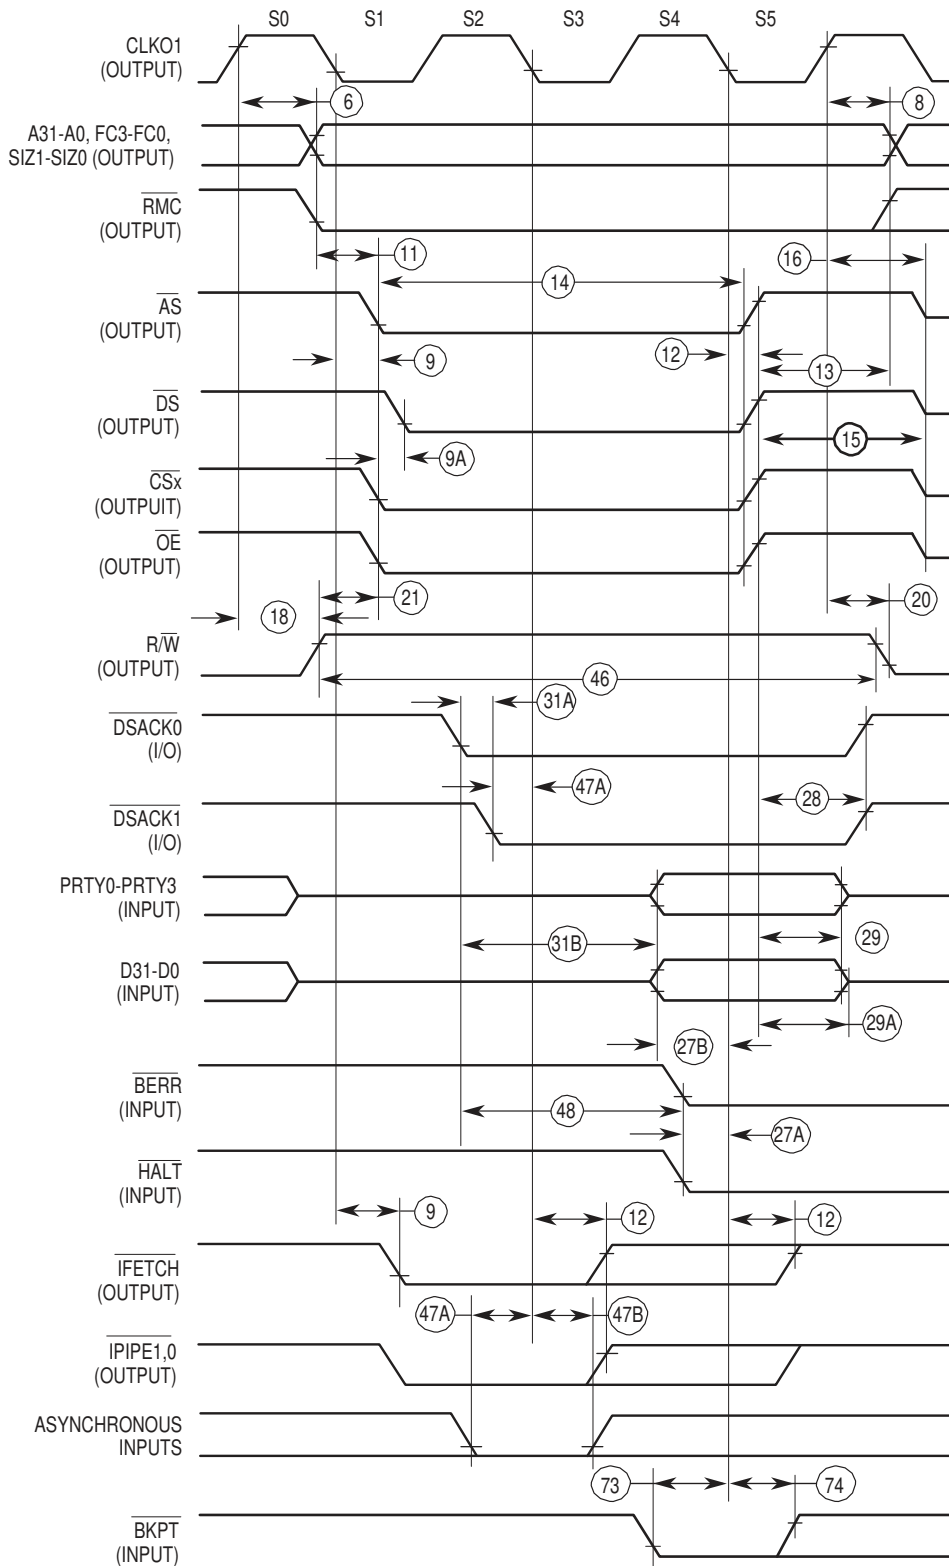 S0 S1 S2 S3 S4 S5
CLKO1
(OUTPUT)
6 8
A31-A0, FC3-FC0,
SIZ1-SIZ0 (OUTPUT)
RMC
(OUTPUT)
11 16
14
AS
(OUTPUT)
9 12 13
DS
(OUTPUT)
15
9A
CSx
(OUTPUIT)
OE
(OUTPUT)
18 21 20
R/W
(OUTPUT)
46
31A
DSACK0
(I/O)
47A 28
DSACK1
(I/O)
PRTY0-PRTY3
(INPUT)
31B 29
D31-D0
(INPUT)
29A
27B
BERR
(INPUT)
48
27A
HALT
(INPUT)
9 12 12
IFETCH
(OUTPUT)
47A 47B
IPIPE1,0
(OUTPUT)
ASYNCHRONOUS
INPUTS
73 74
BKPT
(INPUT)